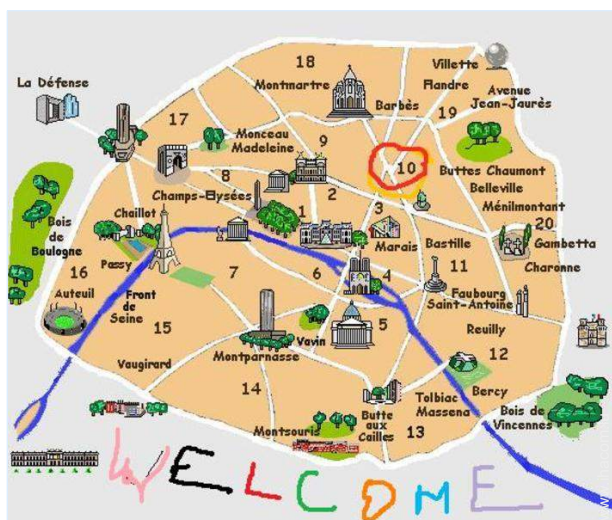 18
Villette
La Défense
Montmartre
Flandre
Avenue
Jean-Jaurès
Barbès
19
17
Monceau
Madeleine
9
10
Buttes Chaumont
8
2
Belleville
Champs-Elysées
Ménilmontant
1
3
20
Chaillot
Marais
Bastille
Gambetta
Bois
de
Boulogne
Passy
16
7
6
4
11
Charonne
Auteuil
Front
de
Seine
Faubourg
Saint-Antoine
15
5
Reuilly
Vavin
12
Vaugirard
Montparnasse
14
Tolbiac
Massena
Bercy
Bois de
Vincennes
Montsouris
Butte
aux
Cailles
13
WELCOME